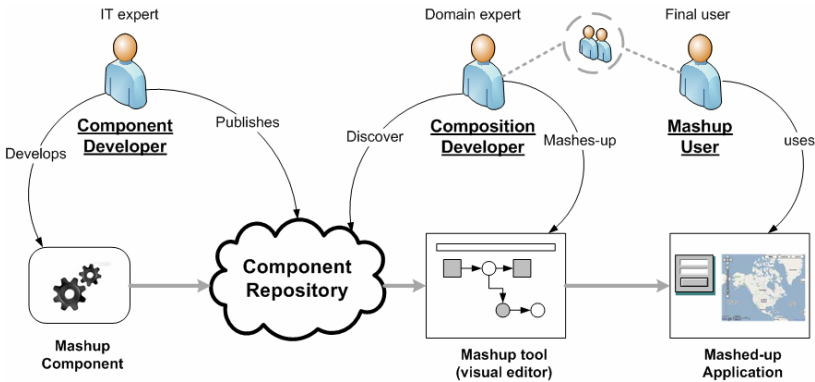 IT expert
Domain expert
Final user
Component
Developer
Composition
Developer
Mashup
User
Develops
Publishes
Discover
Mashes-up
uses
Component
Repository
Mashup
Component
Mashup tool
(visual editor)
Mashed-up
Application